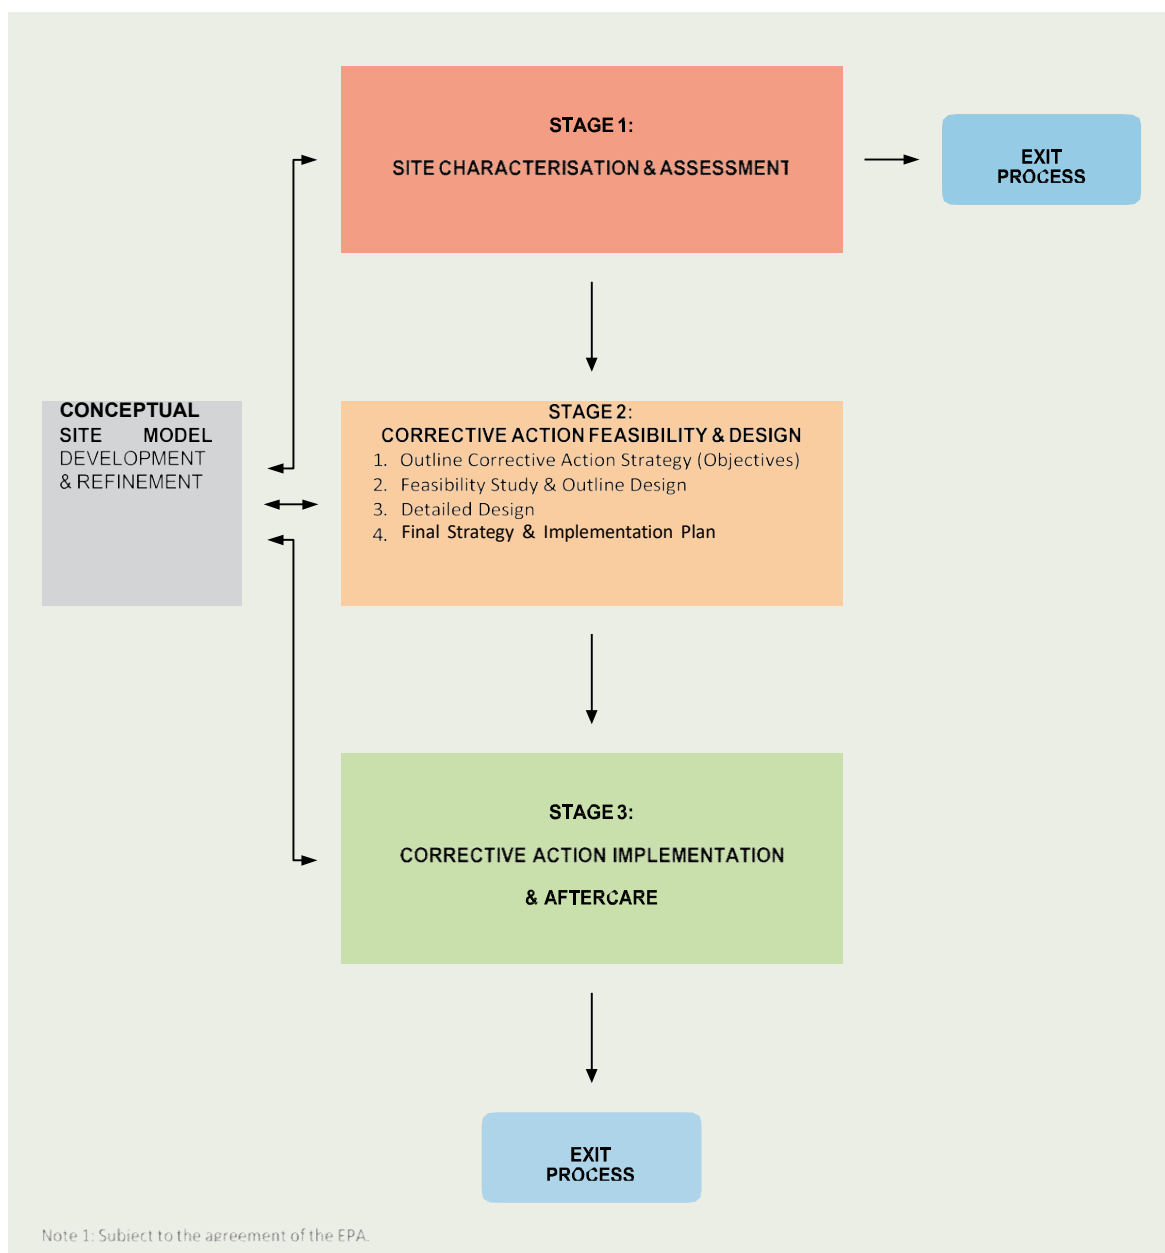 STAGE 1:
SITE CHARACTERISATION & ASSESSMENT
EXIT
PROCESS
CONCEPTUAL
SITE MODEL
DEVELOPMENT
& REFINEMENT
STAGE 2:
CORRECTIVE ACTION FEASIBILITY & DESIGN
1. Outline Corrective Action Strategy (Objectives)
2. Feasibility Study & Outline Design
3. Detailed Design
4. Final Strategy & Implementation Plan
STAGE 3:
CORRECTIVE ACTION IMPLEMENTATION
& AFTERCARE
EXIT
PROCESS
Note 1: Subject to the agreement of the EPA.